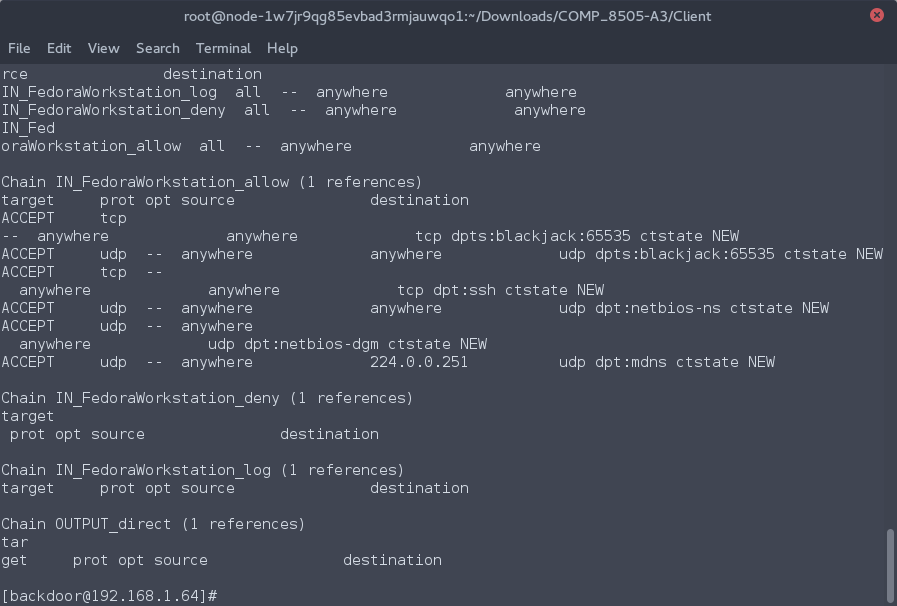 root@node-1w7jr9qg85evbad3rmjauwqo1:~/Downloads/COMP_8505-A3/Client
File Edit View Search Terminal Help
rce                  destination
IN_FedoraWorkstation_log  all  --  anywhere             anywhere
IN_FedoraWorkstation_deny  all  --  anywhere             anywhere
IN_Fed
oraWorkstation_allow  all  --  anywhere             anywhere

Chain IN_FedoraWorkstation_allow (1 references)
target     prot opt source               destination
ACCEPT     tcp
--  anywhere             anywhere             tcp dpts:blackjack:65535 ctstate NEW
ACCEPT     udp  --  anywhere             anywhere             udp dpts:blackjack:65535 ctstate NEW
ACCEPT     tcp  --
  anywhere             anywhere             tcp dpt:ssh ctstate NEW
ACCEPT     udp  --  anywhere             anywhere             udp dpt:netbios-ns ctstate NEW
ACCEPT     udp  --  anywhere
  anywhere             udp dpt:netbios-dgm ctstate NEW
ACCEPT     udp  --  anywhere             224.0.0.251          udp dpt:mdns ctstate NEW

Chain IN_FedoraWorkstation_deny (1 references)
target
 prot opt source               destination

Chain IN_FedoraWorkstation_log (1 references)
target     prot opt source               destination

Chain OUTPUT_direct (1 references)
tar
get     prot opt source               destination

[backdoor@192.168.1.64]#